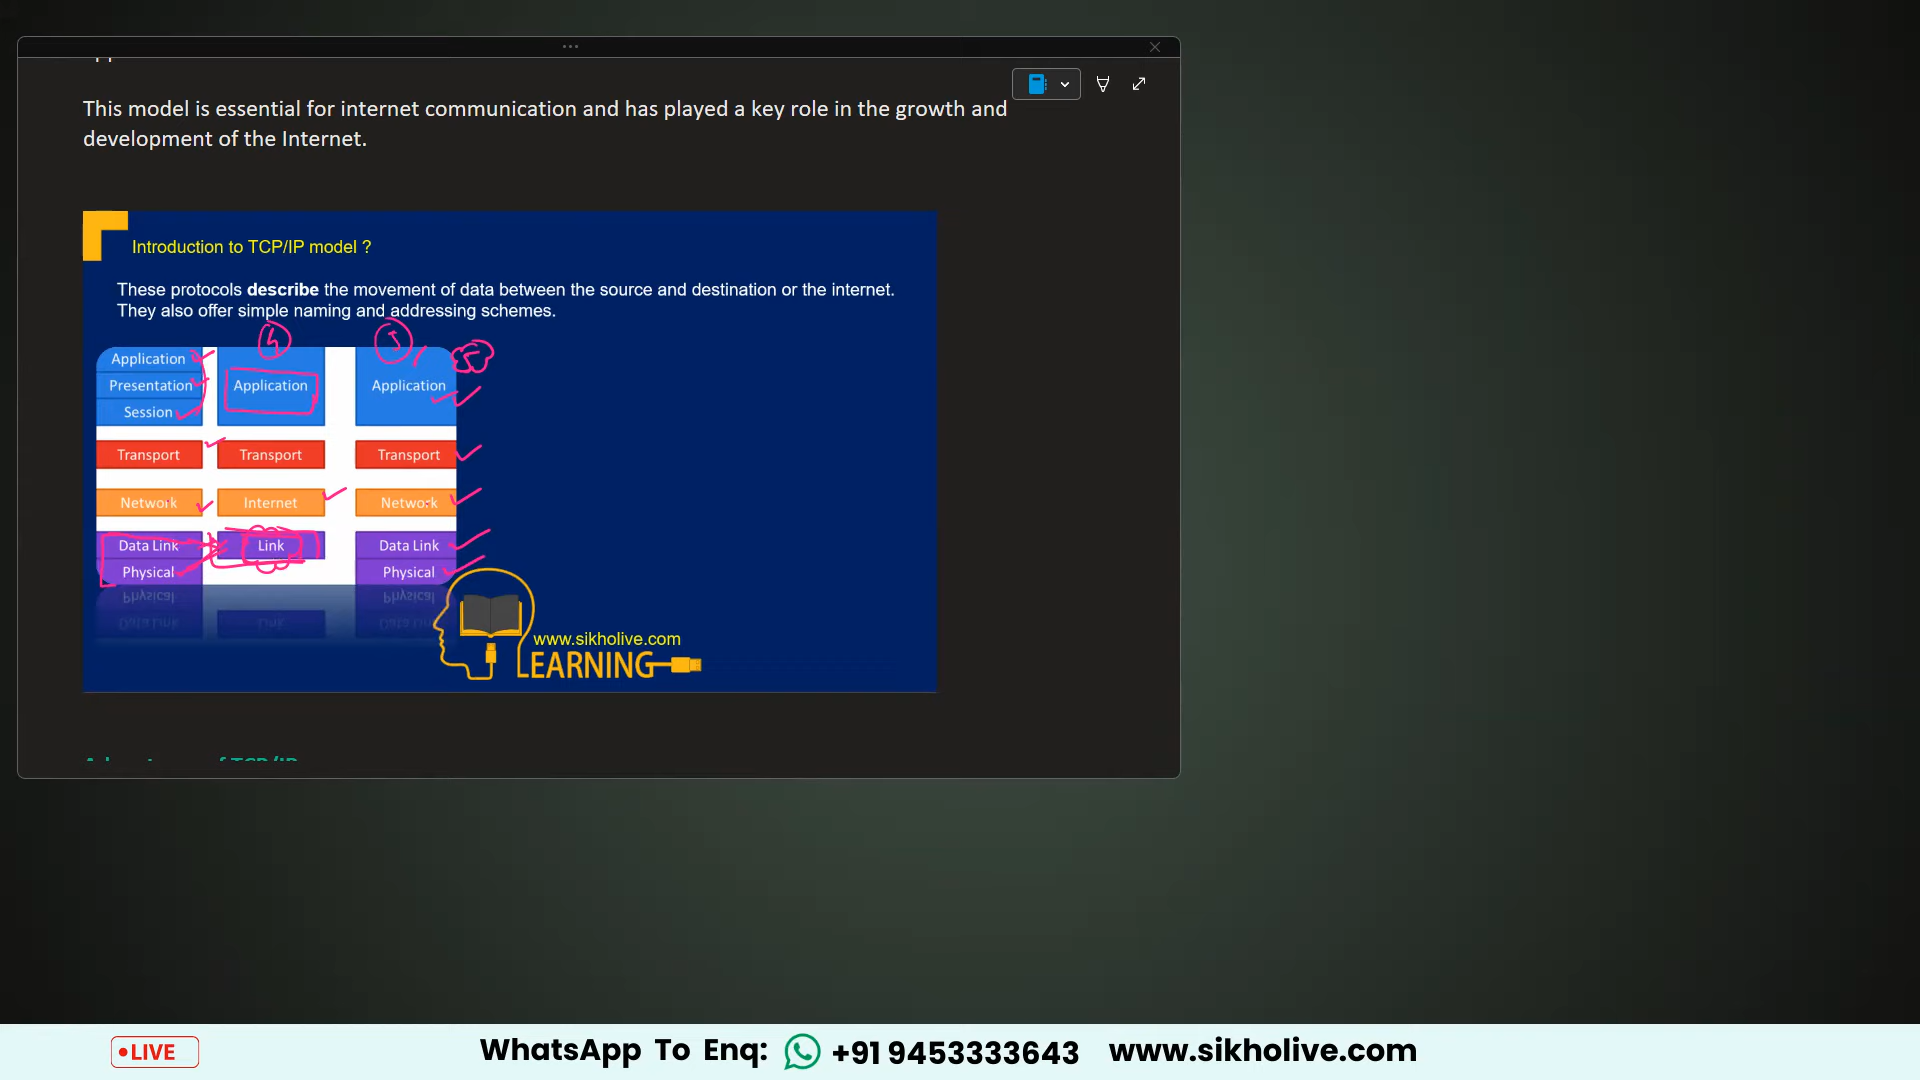 This model is essential for internet communication and has played a key role in the growth and
development of the Internet.
Introduction to TCP/IP model ?
These protocols describe the movement of data between the source and destination or the internet.
They also offer simple naming and addressing schemes.
4
5
5
Application
Presentation
Session
Application
Application
Transport
Transport
Transport
Network
Internet
Network
Data Link
Link
Data Link
Physical
Physical
www.sikholive.com
LEARNING
LIVE
WhatsApp To Enq: +91 9453333643 www.sikholive.com